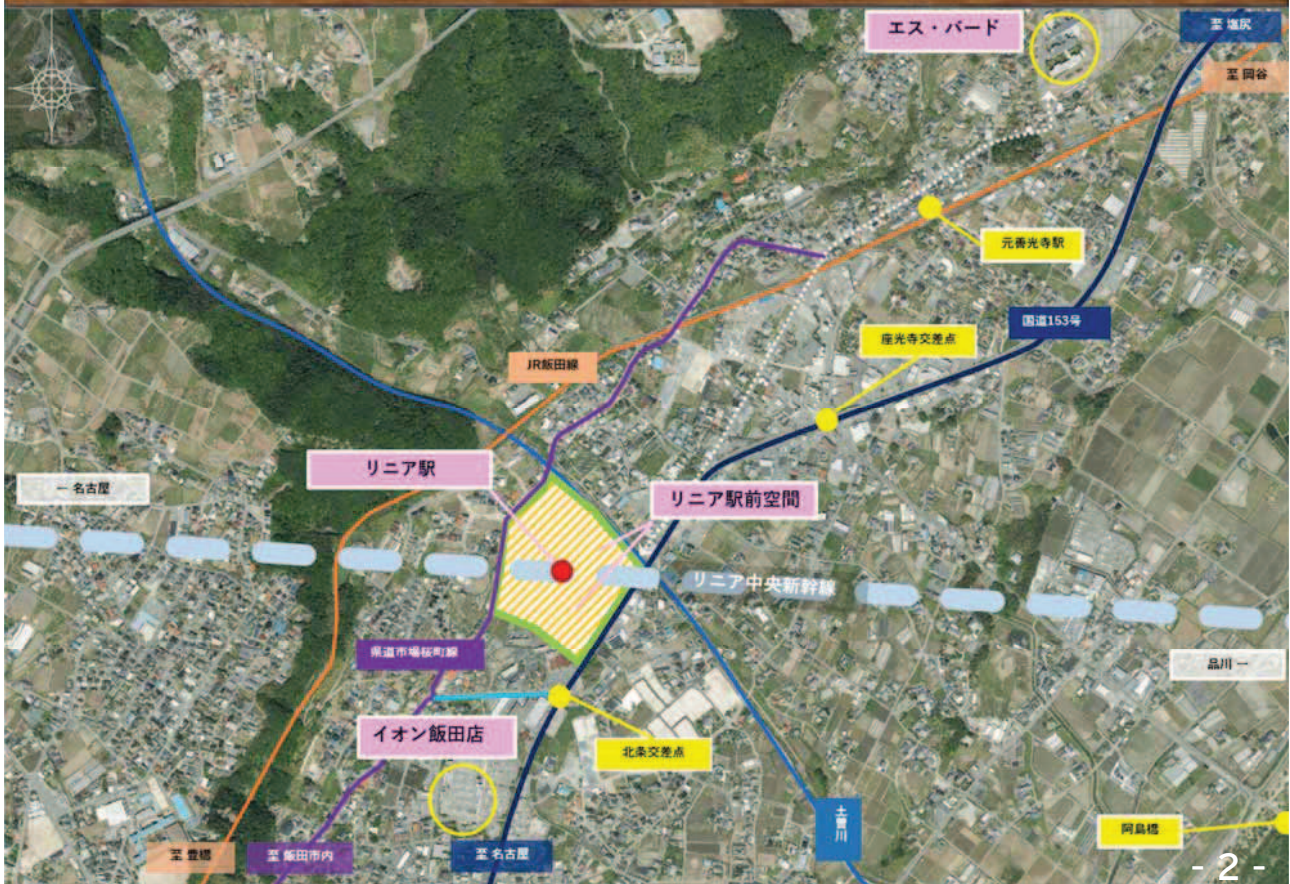 エス・バード
至 塩尻
至 岡谷
元善光寺駅
国道153号
座光寺交差点
JR飯田線
リニア駅
← 名古屋
リニア駅前空間
リニア中央新幹線
県道市場桜町線
品川 →
イオン飯田店
北条交差点
土曽川
阿島橋
至 豊橋
至 飯田市内
至 名古屋
- 2 -